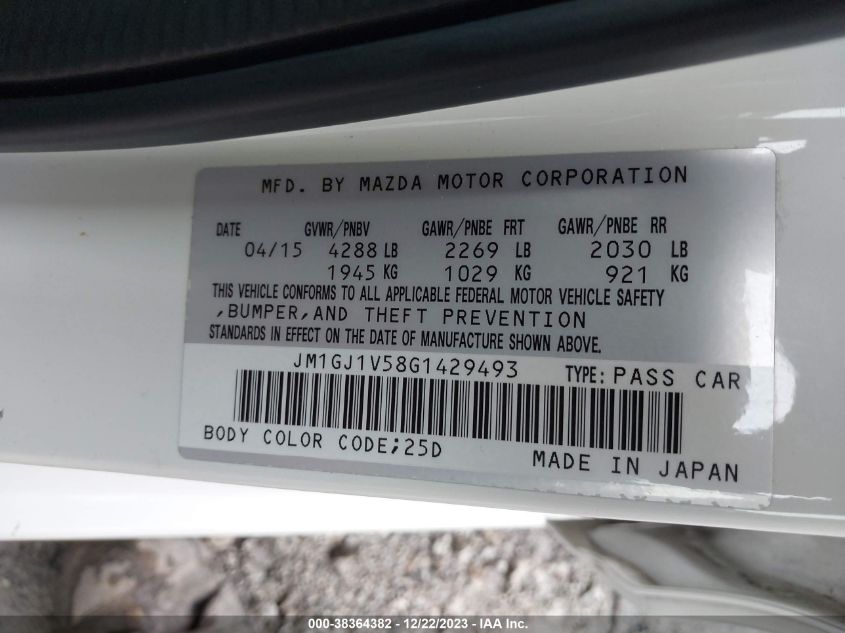 MFD. BY MAZDA MOTOR CORPORATION
DATE GVWR/PNBV GAWR/PNBE FRT GAWR/PNBE RR
04/15 4288 LB 2269 LB 2030 LB
1945 KG 1029 KG 921 KG
THIS VEHICLE CONFORMS TO ALL APPLICABLE FEDERAL MOTOR VEHICLE SAFETY
,BUMPER,AND THEFT PREVENTION
STANDARDS IN EFFECT ON THE DATE OF MANUFACTURE SHOWN ABOVE.
JM1GJ1V58G1429493 TYPE: PASS CAR
BODY COLOR CODE;25D
MADE IN JAPAN
000-38364382 - 12/22/2023 - IAA Inc.